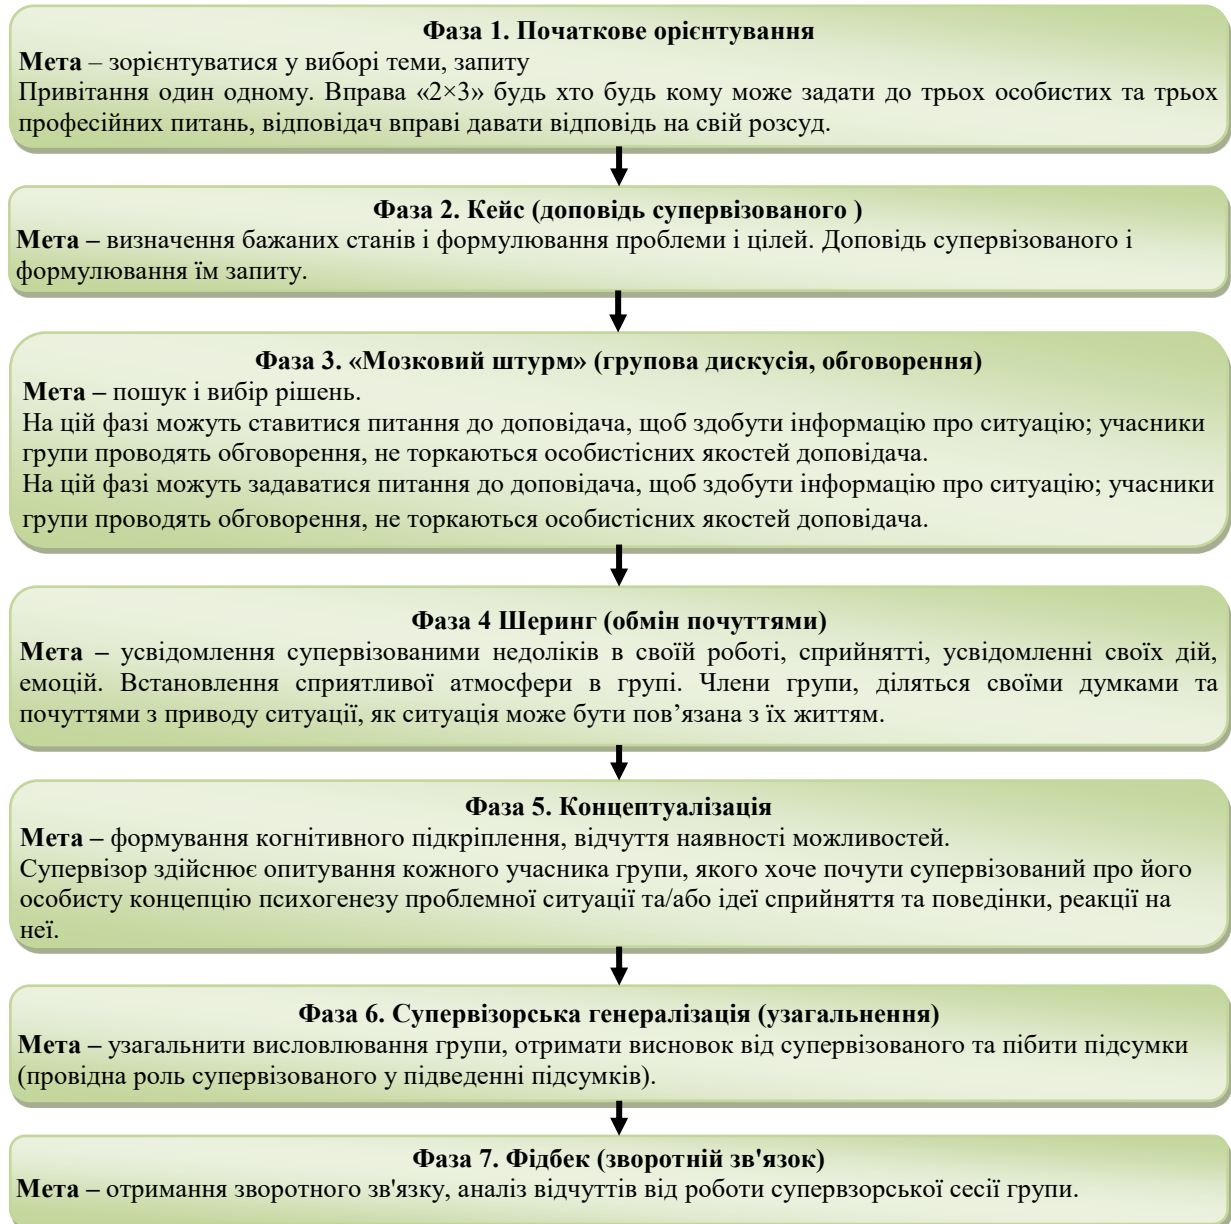 Фаза 1. Початкове орієнтування
Мета – зорієнтуватися у виборі теми, запиту
Привітання один одному. Вправа «2×3» будь хто будь кому може задати до трьох особистих та трьох
професійних питань, відповідач вправі давати відповідь на свій розсуд.
Фаза 2. Кейс (доповідь супервізованого )
Мета – визначення бажаних станів і формулювання проблеми і цілей. Доповідь супервізованого і
формулювання їм запиту.
Фаза 3. «Мозковий штурм» (групова дискусія, обговорення)
Мета – пошук і вибір рішень.
На цій фазі можуть ставитися питання до доповідача, щоб здобути інформацію про ситуацію; учасники
групи проводять обговорення, не торкаються особистісних якостей доповідача.
На цій фазі можуть задаватися питання до доповідача, щоб здобути інформацію про ситуацію; учасники
групи проводять обговорення, не торкаються особистісних якостей доповідача.
Фаза 4 Шеринг (обмін почуттями)
Мета – усвідомлення супервізованими недоліків в своїй роботі, сприйнятті, усвідомленні своїх дій,
емоцій. Встановлення сприятливої атмосфери в групі. Члени групи, діляться своїми думками та
почуттями з приводу ситуації, як ситуація може бути пов’язана з їх життям.
Фаза 5. Концептуалізація
Мета – формування когнітивного підкріплення, відчуття наявності можливостей.
Супервізор здійснює опитування кожного учасника групи, якого хоче почути супервізований про його
особисту концепцію психогенезу проблемної ситуації та/або ідеї сприйняття та поведінки, реакції на
неї.
Фаза 6. Супервізорська генералізація (узагальнення)
Мета – узагальнити висловлювання групи, отримати висновок від супервізованого та пібити підсумки
(провідна роль супервізованого у підведенні підсумків).
Фаза 7. Фідбек (зворотній зв'язок)
Мета – отримання зворотного зв'язку, аналіз відчуттів від роботи супервзорської сесії групи.